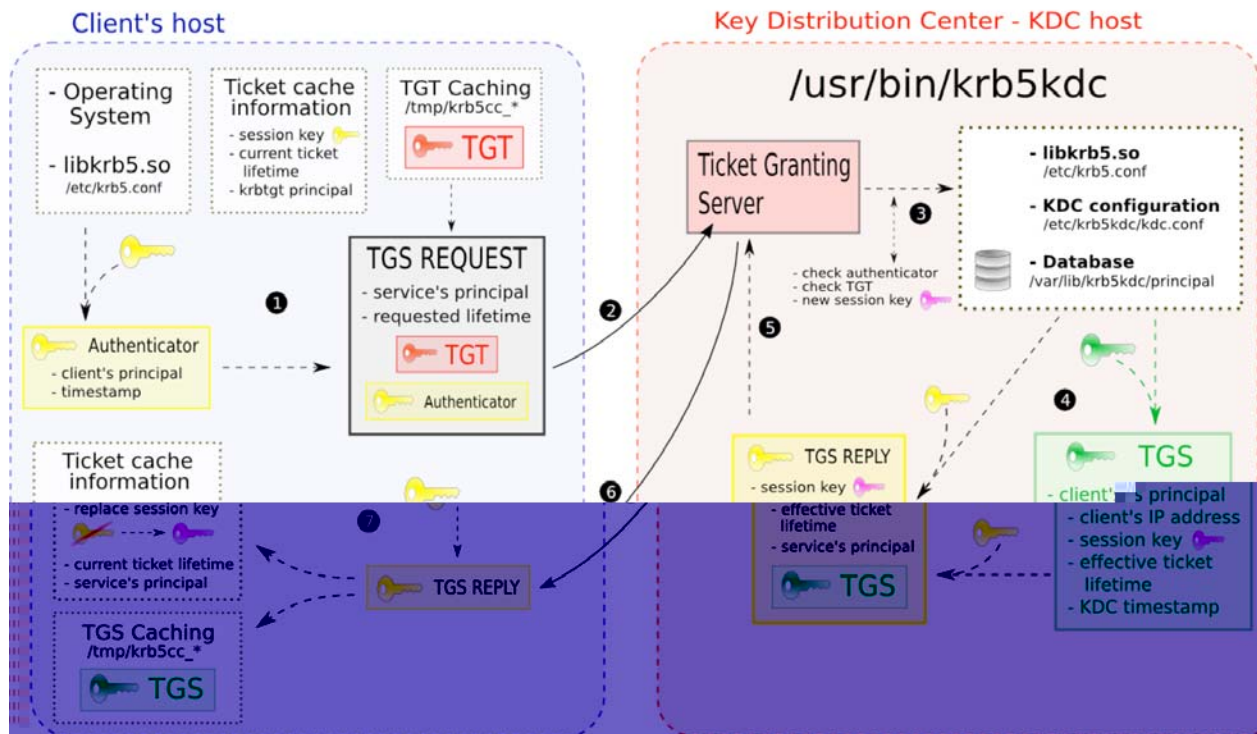 Client's host
Key Distribution Center - KDC host
- Operating
System
- libkrb5.so
/etc/krb5.conf
Ticket cache
information
- session key
- current ticket
lifetime
- krbtgt principal
TGT Caching
/tmp/krb5cc_*
TGT
/usr/bin/krb5kdc
Ticket Granting
Server
3
- libkrb5.so
/etc/krb5.conf
- KDC configuration
/etc/krb5kdc/kdc.conf
- Database
/var/lib/krb5kdc/principal
- check authenticator
- check TGT
- new session key
1
TGS REQUEST
- service's principal
- requested lifetime
TGT
Authenticator
2
5
Authenticator
- client's principal
- timestamp
4
Ticket cache
information
- replace session key
- current ticket lifetime
- service's principal
7
6
TGS REPLY
TGS REPLY
- session key
- effective ticket
lifetime
- service's principal
TGS
TGS
- client's principal
- client's IP address
- session key
- effective ticket
lifetime
- KDC timestamp
TGS Caching
/tmp/krb5cc_*
TGS